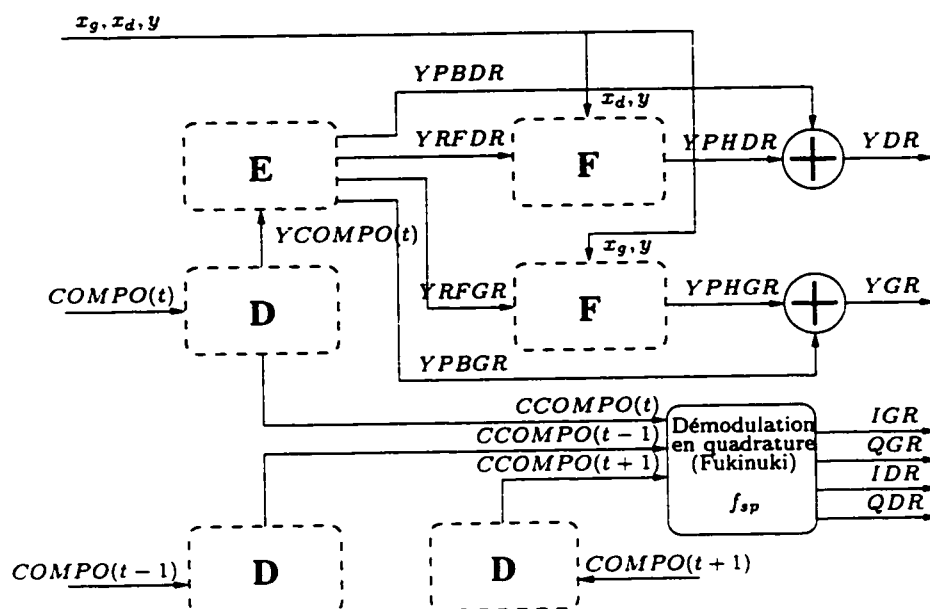 x_g, x_d, y
YPBDR
x_d, y
E
YRFDR
F
YPHDR
YDR
YCOMPO(t)
x_g, y
COMPO(t)
D
YRFGR
F
YPHGR
YGR
YPBGR
CCOMPO(t)
CCOMPO(t − 1)
CCOMPO(t + 1)
Démodulation
en quadrature
(Fukinuki)
f_sp
IGR
QGR
IDR
QDR
COMPO(t − 1)
D
D
COMPO(t + 1)